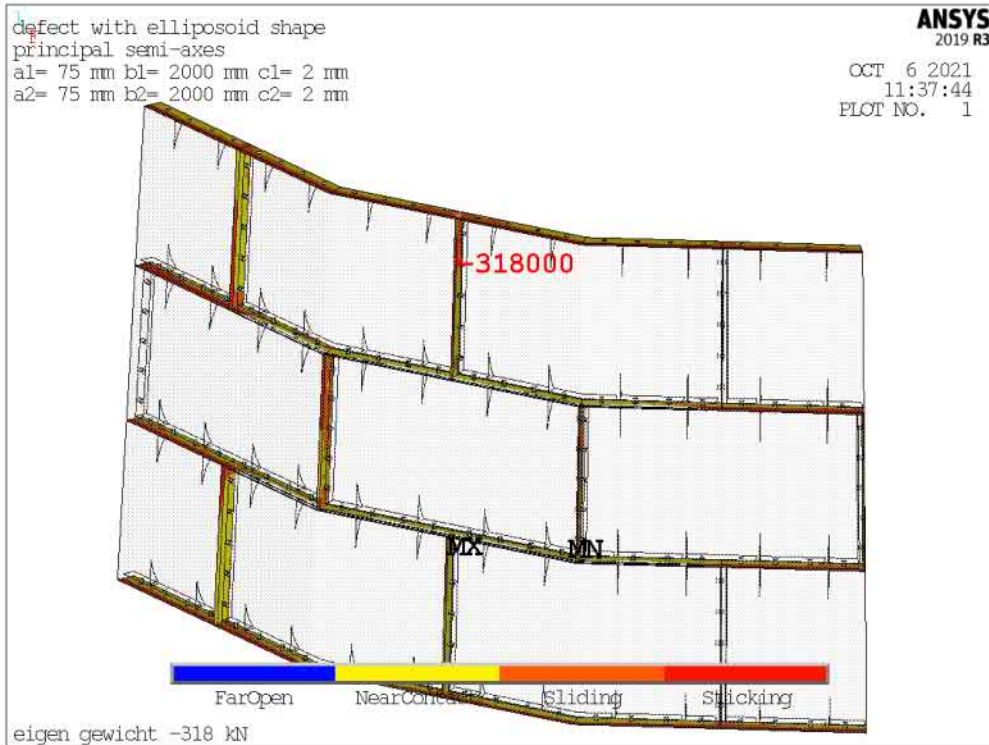 1
defect with elliposoid shape
principal semi-axes
a1= 75 mm b1= 2000 mm c1= 2 mm
a2= 75 mm b2= 2000 mm c2= 2 mm
ANSYS
2019 R3
OCT 6 2021
11:37:44
PLOT NO. 1
-318000
MX
MN
FarOpen
NearContact
Sliding
Sticking
eigen gewicht -318 kN